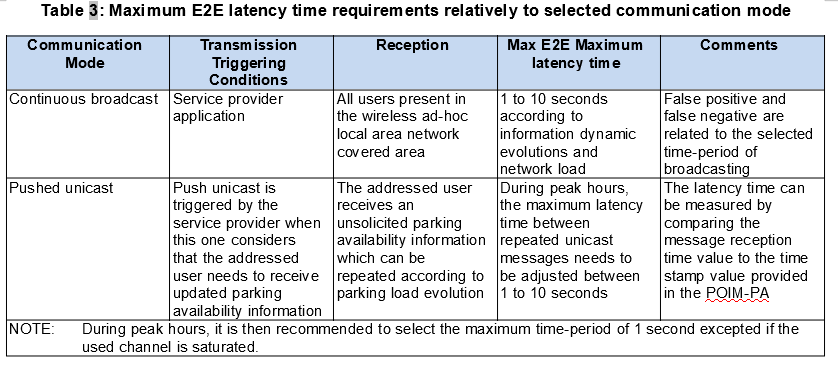 Table 3: Maximum E2E latency time requirements relatively to selected communication mode
Communication
Mode
Transmission
Triggering
Conditions
Reception
Max E2E Maximum
latency time
Comments
Continuous broadcast
Service provider
application
All users present in
the wireless ad-hoc
local area network
covered area
1 to 10 seconds
according to
information dynamic
evolutions and
network load
False positive and
false negative are
related to the selected
time-period of
broadcasting
Pushed unicast
Push unicast is
triggered by the
service provider when
this one considers
that the addressed
user needs to receive
updated parking
availability information
The addressed user
receives an
unsolicited parking
availability information
which can be
repeated according to
parking load evolution
During peak hours,
the maximum latency
time between
repeated unicast
messages needs to
be adjusted between
1 to 10 seconds
The latency time can
be measured by
comparing the
message reception
time value to the time
stamp value provided
in the POIM-PA
NOTE: During peak hours, it is then recommended to select the maximum time-period of 1 second excepted if the
used channel is saturated.